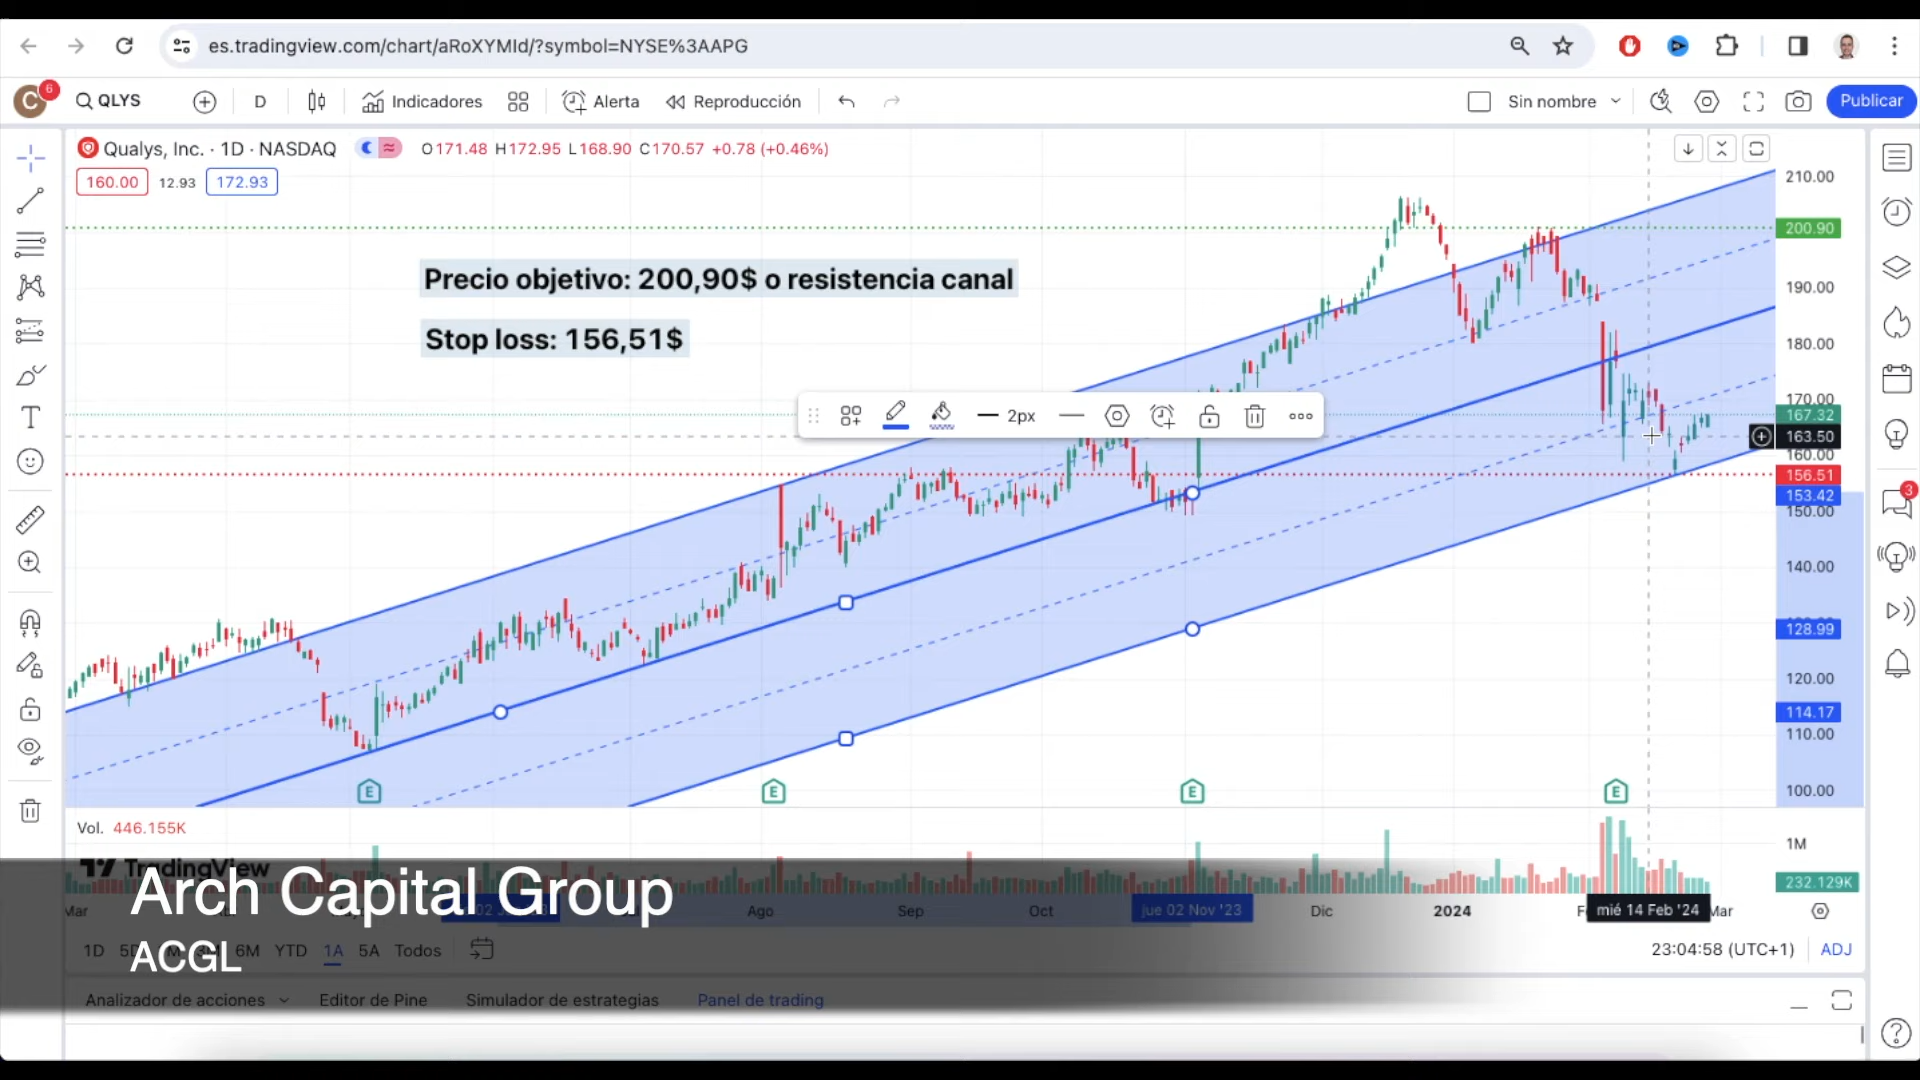 es.tradingview.com/chart/aRoXYMId/?symbol=NYSE%3AAPG
C 6 QLYS D Indicadores Alerta Reproducción Sin nombre Publicar
Qualys, Inc. · 1D · NASDAQ O171.48 H172.95 L168.90 C170.57 +0.78 (+0.46%)
160.00 12.93 172.93
210.00
200.90
Precio objetivo: 200,90$ o resistencia canal
190.00
Stop loss: 156,51$
180.00
170.00
2px
167.32
163.50
160.00
156.51
153.42
150.00
3
140.00
128.99
120.00
114.17
110.00
100.00
E E E E
Vol. 446.155K
1M
TradingView
232.129K
Arch Capital Group
Mar Ago Sep Oct jue 02 Nov '23 Dic 2024 mié 14 Feb '24 Mar
1D 6M YTD 1A 5A Todos 23:04:58 (UTC+1) ADJ
ACGL
Analizador de acciones Editor de Pine Simulador de estrategias Panel de trading